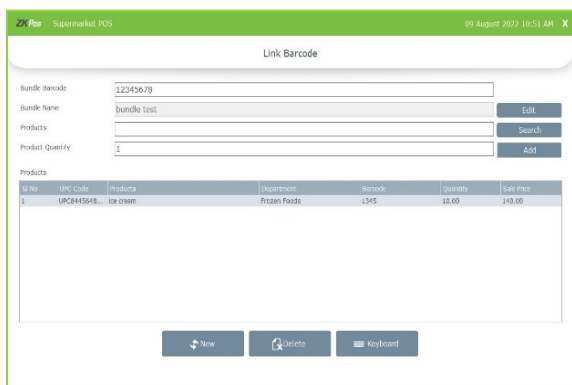 ZKPos Supermarket POS 09 August 2022 10:51 AM X
Link Barcode
Bundle Barcode 12345678
Bundle Name bundle test Edit
Products Search
Product Quantity 1 Add
Products
Sl No UPC Code Products Department Barcode Quantity Sale Price
1 UPC8445648... Ice cream Frozen Foods 1345 10.00 140.00
New Delete Keyboard